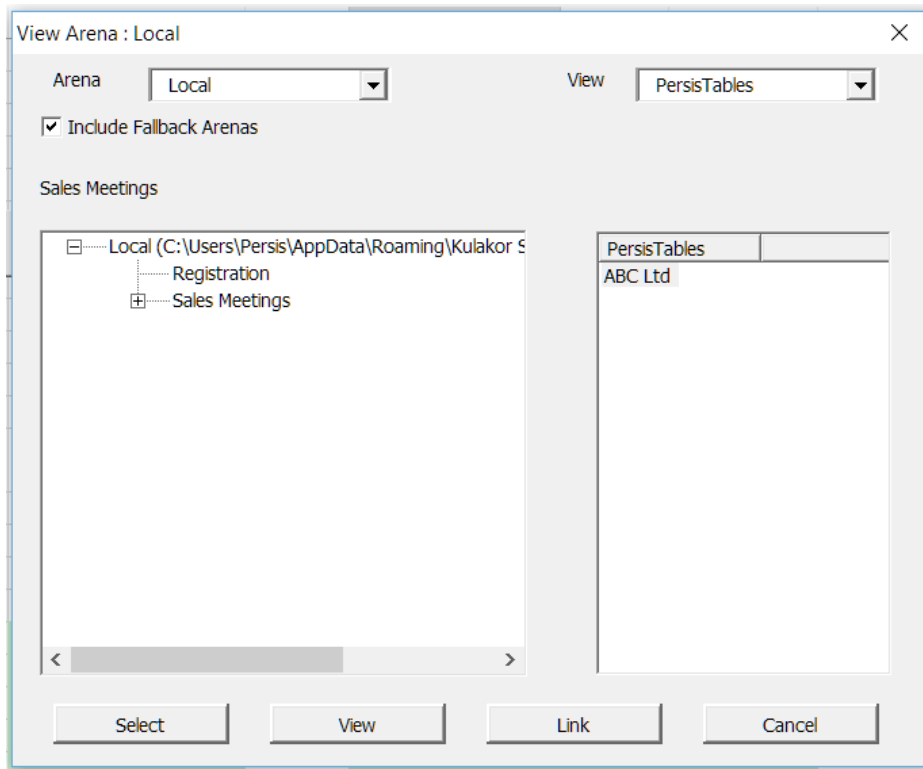 View Arena : Local
Arena Local View PersisTables
Include Fallback Arenas
Sales Meetings
Local (C:\Users\Persis\AppData\Roaming\Kulakor S
PersisTables
Registration
ABC Ltd
Sales Meetings
Select View Link Cancel